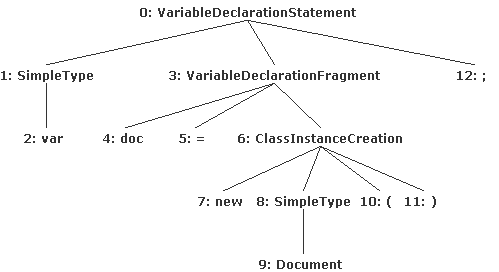 0: VariableDeclarationStatement
1: SimpleType 3: VariableDeclarationFragment 12: ;
2: var 4: doc 5: = 6: ClassInstanceCreation
7: new 8: SimpleType 10: ( 11: )
9: Document